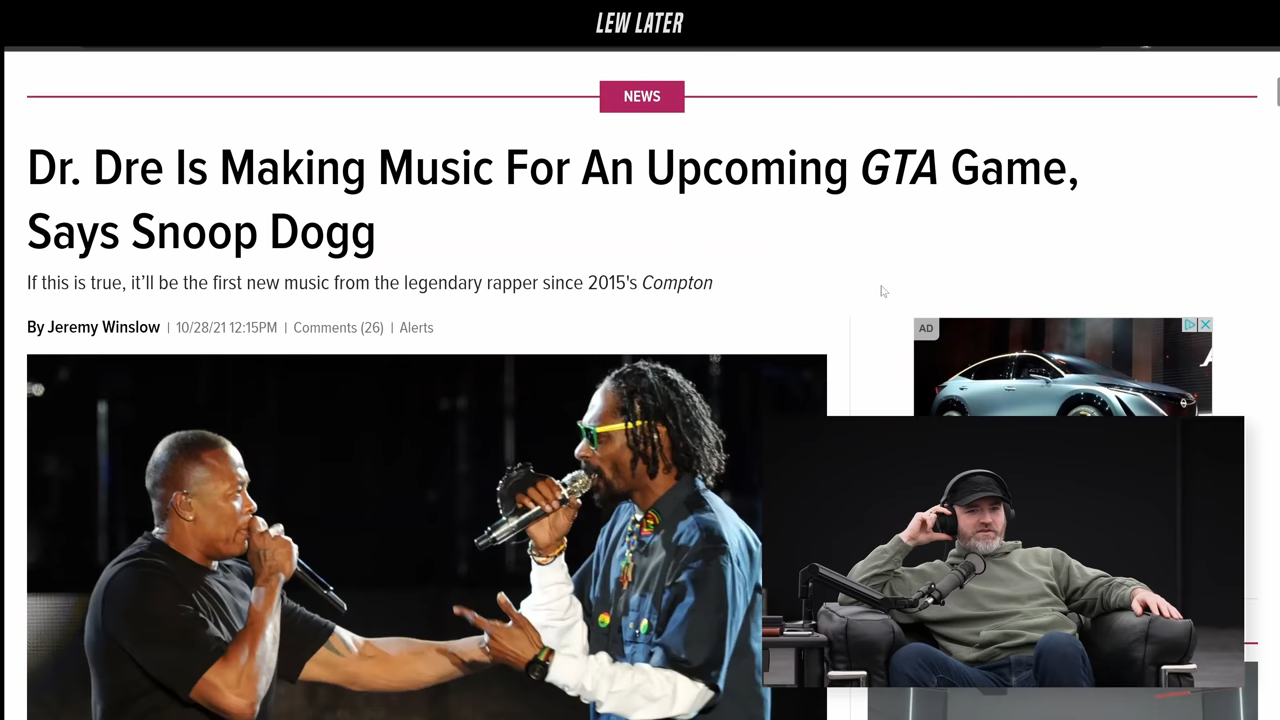 LEW LATER
NEWS
Dr. Dre Is Making Music For An Upcoming GTA Game,
Says Snoop Dogg
If this is true, it’ll be the first new music from the legendary rapper since 2015's Compton
By Jeremy Winslow | 10/28/21 12:15PM | Comments (26) | Alerts
AD